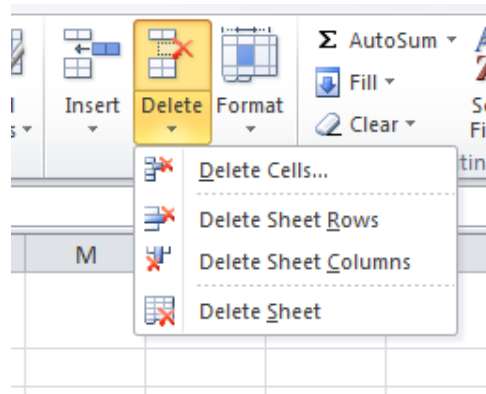 Insert
Delete
Format
Σ AutoSum
Fill
Clear
Delete Cells...
Delete Sheet Rows
Delete Sheet Columns
Delete Sheet
M